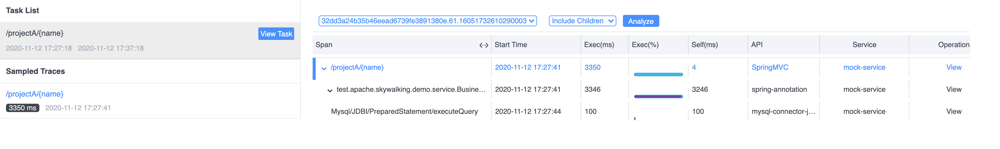 Task List
/projectA/{name}
View Task
2020-11-12 17:27:18 2020-11-12 17:37:18
Sampled Traces
/projectA/{name}
3350 ms 2020-11-12 17:27:41
32dd3a24b35b46eead6739fe3891380e.61.16051732610290003 Include Children Analyze
Span Start Time Exec(ms) Exec(%) Self(ms) API Service Operation
/projectA/{name} 2020-11-12 17:27:41 3350 4 SpringMVC mock-service View
test.apache.skywalking.demo.service.Busine... 2020-11-12 17:27:41 3346 3246 spring-annotation mock-service View
Mysql/JDBI/PreparedStatement/executeQuery 2020-11-12 17:27:44 100 100 mysql-connector-j... mock-service View